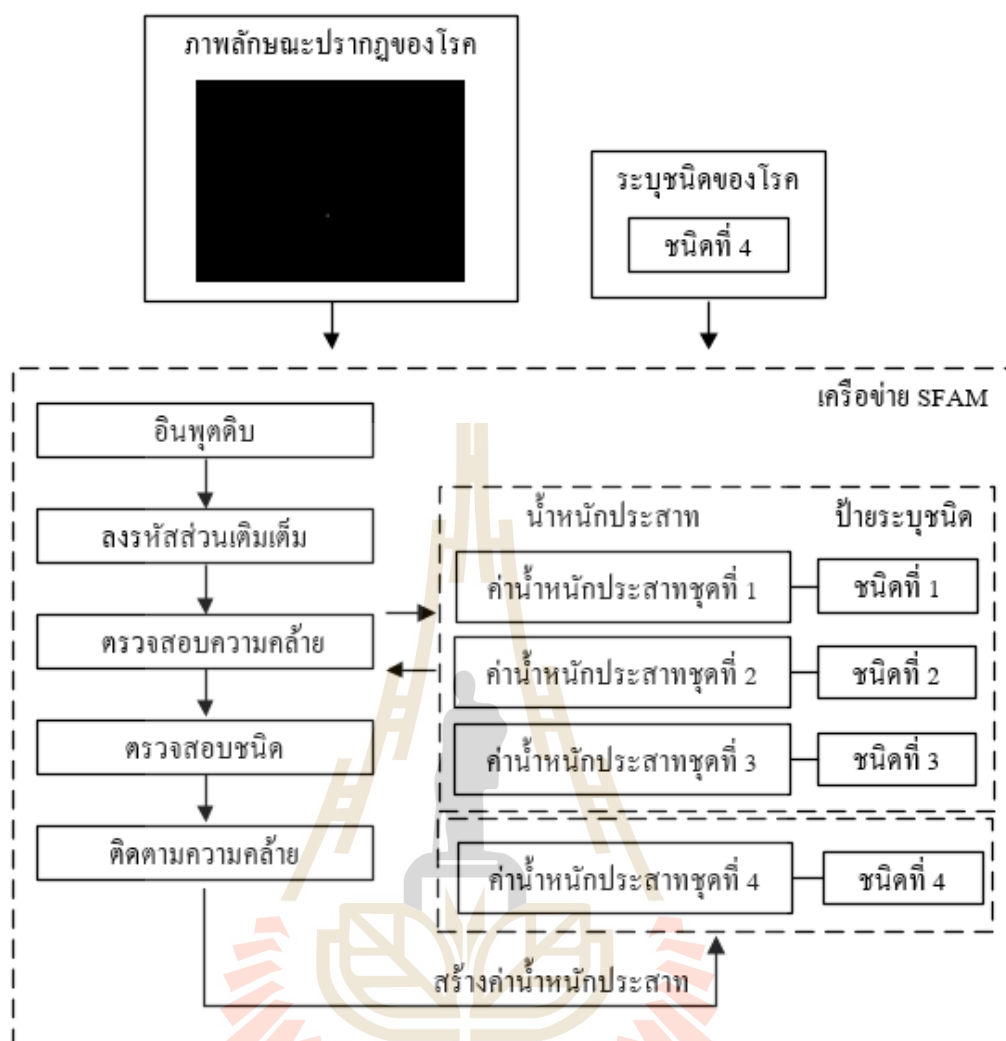 ภาพลักษณะปรากฏของโรค
ระบุชนิดของโรค
ชนิดที่ 4
เครือข่าย SFAM
อินพุตดิบ
ลงรหัสส่วนเติมเต็ม
ตรวจสอบความคล้าย
ตรวจสอบชนิด
ติดตามความคล้าย
น้ำหนักประสาท
ป้ายระบุชนิด
ค่าน้ำหนักประสาทชุดที่ 1
ชนิดที่ 1
ค่าน้ำหนักประสาทชุดที่ 2
ชนิดที่ 2
ค่าน้ำหนักประสาทชุดที่ 3
ชนิดที่ 3
ค่าน้ำหนักประสาทชุดที่ 4
ชนิดที่ 4
สร้างค่าน้ำหนักประสาท